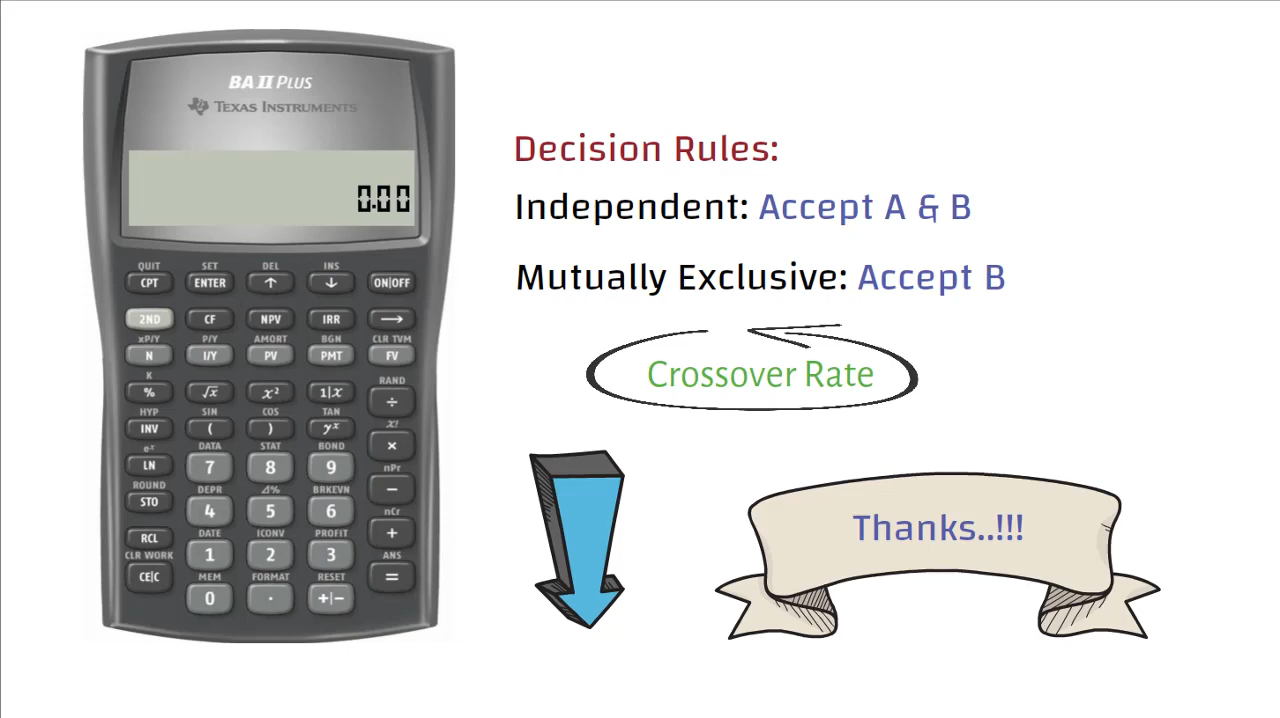 BA II PLUS
TEXAS INSTRUMENTS
0.00
QUIT SET DEL INS
CPT ENTER ↑ ↓ ON|OFF
2ND CF NPV IRR →
xP/Y P/Y AMORT BGN CLR TVM
N I/Y PV PMT FV
K RAND
% √x x² 1|x ÷
HYP SIN COS TAN x!
INV ( ) yˣ ×
eˣ DATA STAT BOND nPr
LN 7 8 9 −
ROUND DEPR Δ% BRKEVN nCr
STO 4 5 6 +
DATE ICONV PROFIT
RCL 1 2 3
CLR WORK MEM FORMAT RESET ANS
CE|C 0 . +|− =
Decision Rules:
Independent: Accept A & B
Mutually Exclusive: Accept B
Crossover Rate
Thanks..!!!